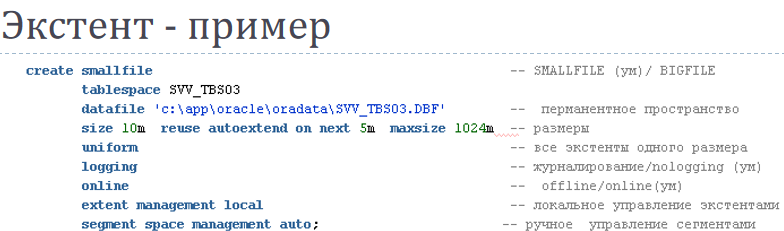 Экстент - пример
create smallfile -- SMALLFILE (ум)/ BIGFILE
tablespace SVV_TBS03
datafile 'c:\app\oracle\oradata\SVV_TBS03.DBF' -- перманентное пространство
size 10m reuse autoextend on next 5m maxsize 1024m -- размеры
uniform -- все экстенты одного размера
logging -- журналирование/nologging (ум)
online -- offline/online(ум)
extent management local -- локальное управление экстентами
segment space management auto; -- ручное управление сегментами